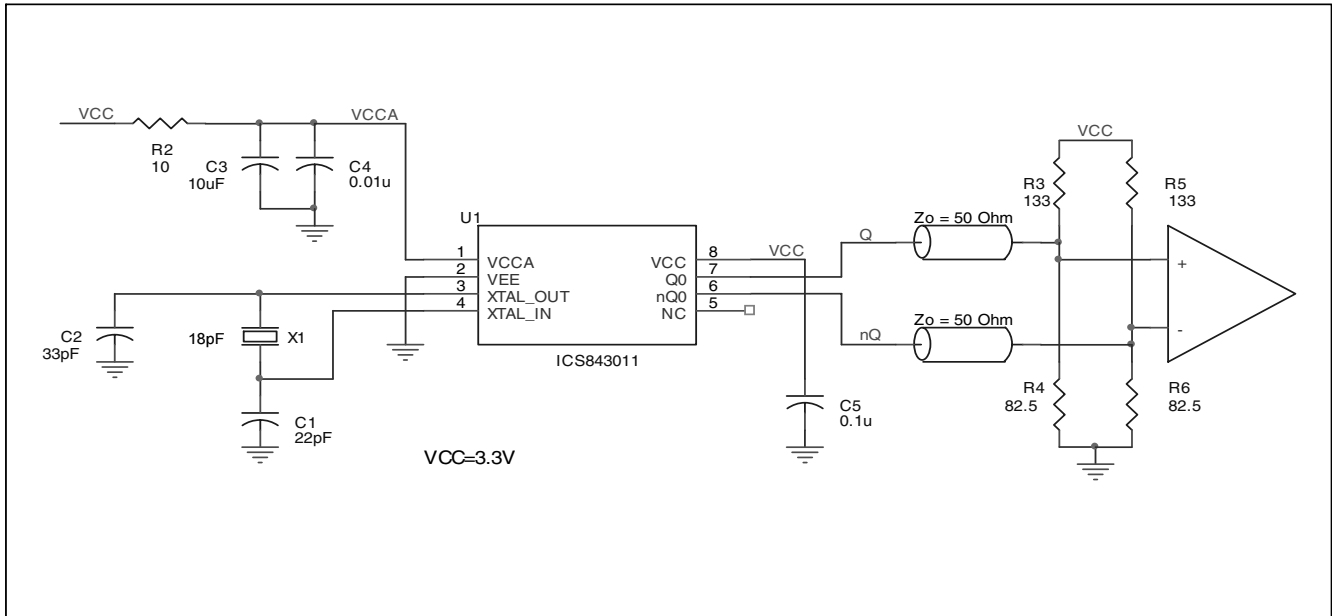 VCC
VCCA
R2
10
C3
10uF
C4
0.01u
VCC
R3
133
R5
133
U1
Zo = 50 Ohm
Q
1
2
3
4
VCCA
VEE
XTAL_OUT
XTAL_IN
VCC
Q0
nQ0
NC
8
7
6
5
VCC
+
-
ICS843011
C2
33pF
18pF
X1
C1
22pF
Zo = 50 Ohm
nQ
C5
0.1u
R4
82.5
R6
82.5
VCC=3.3V